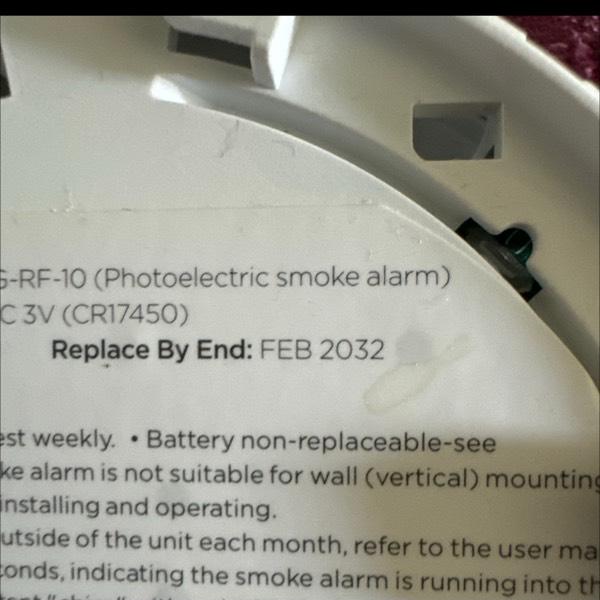 -RF-10 (Photoelectric smoke alarm)
C 3V (CR17450)
Replace By End: FEB 2032
est weekly. • Battery non-replaceable-see
ke alarm is not suitable for wall (vertical) mounting
installing and operating.
utside of the unit each month, refer to the user ma
conds, indicating the smoke alarm is running into th